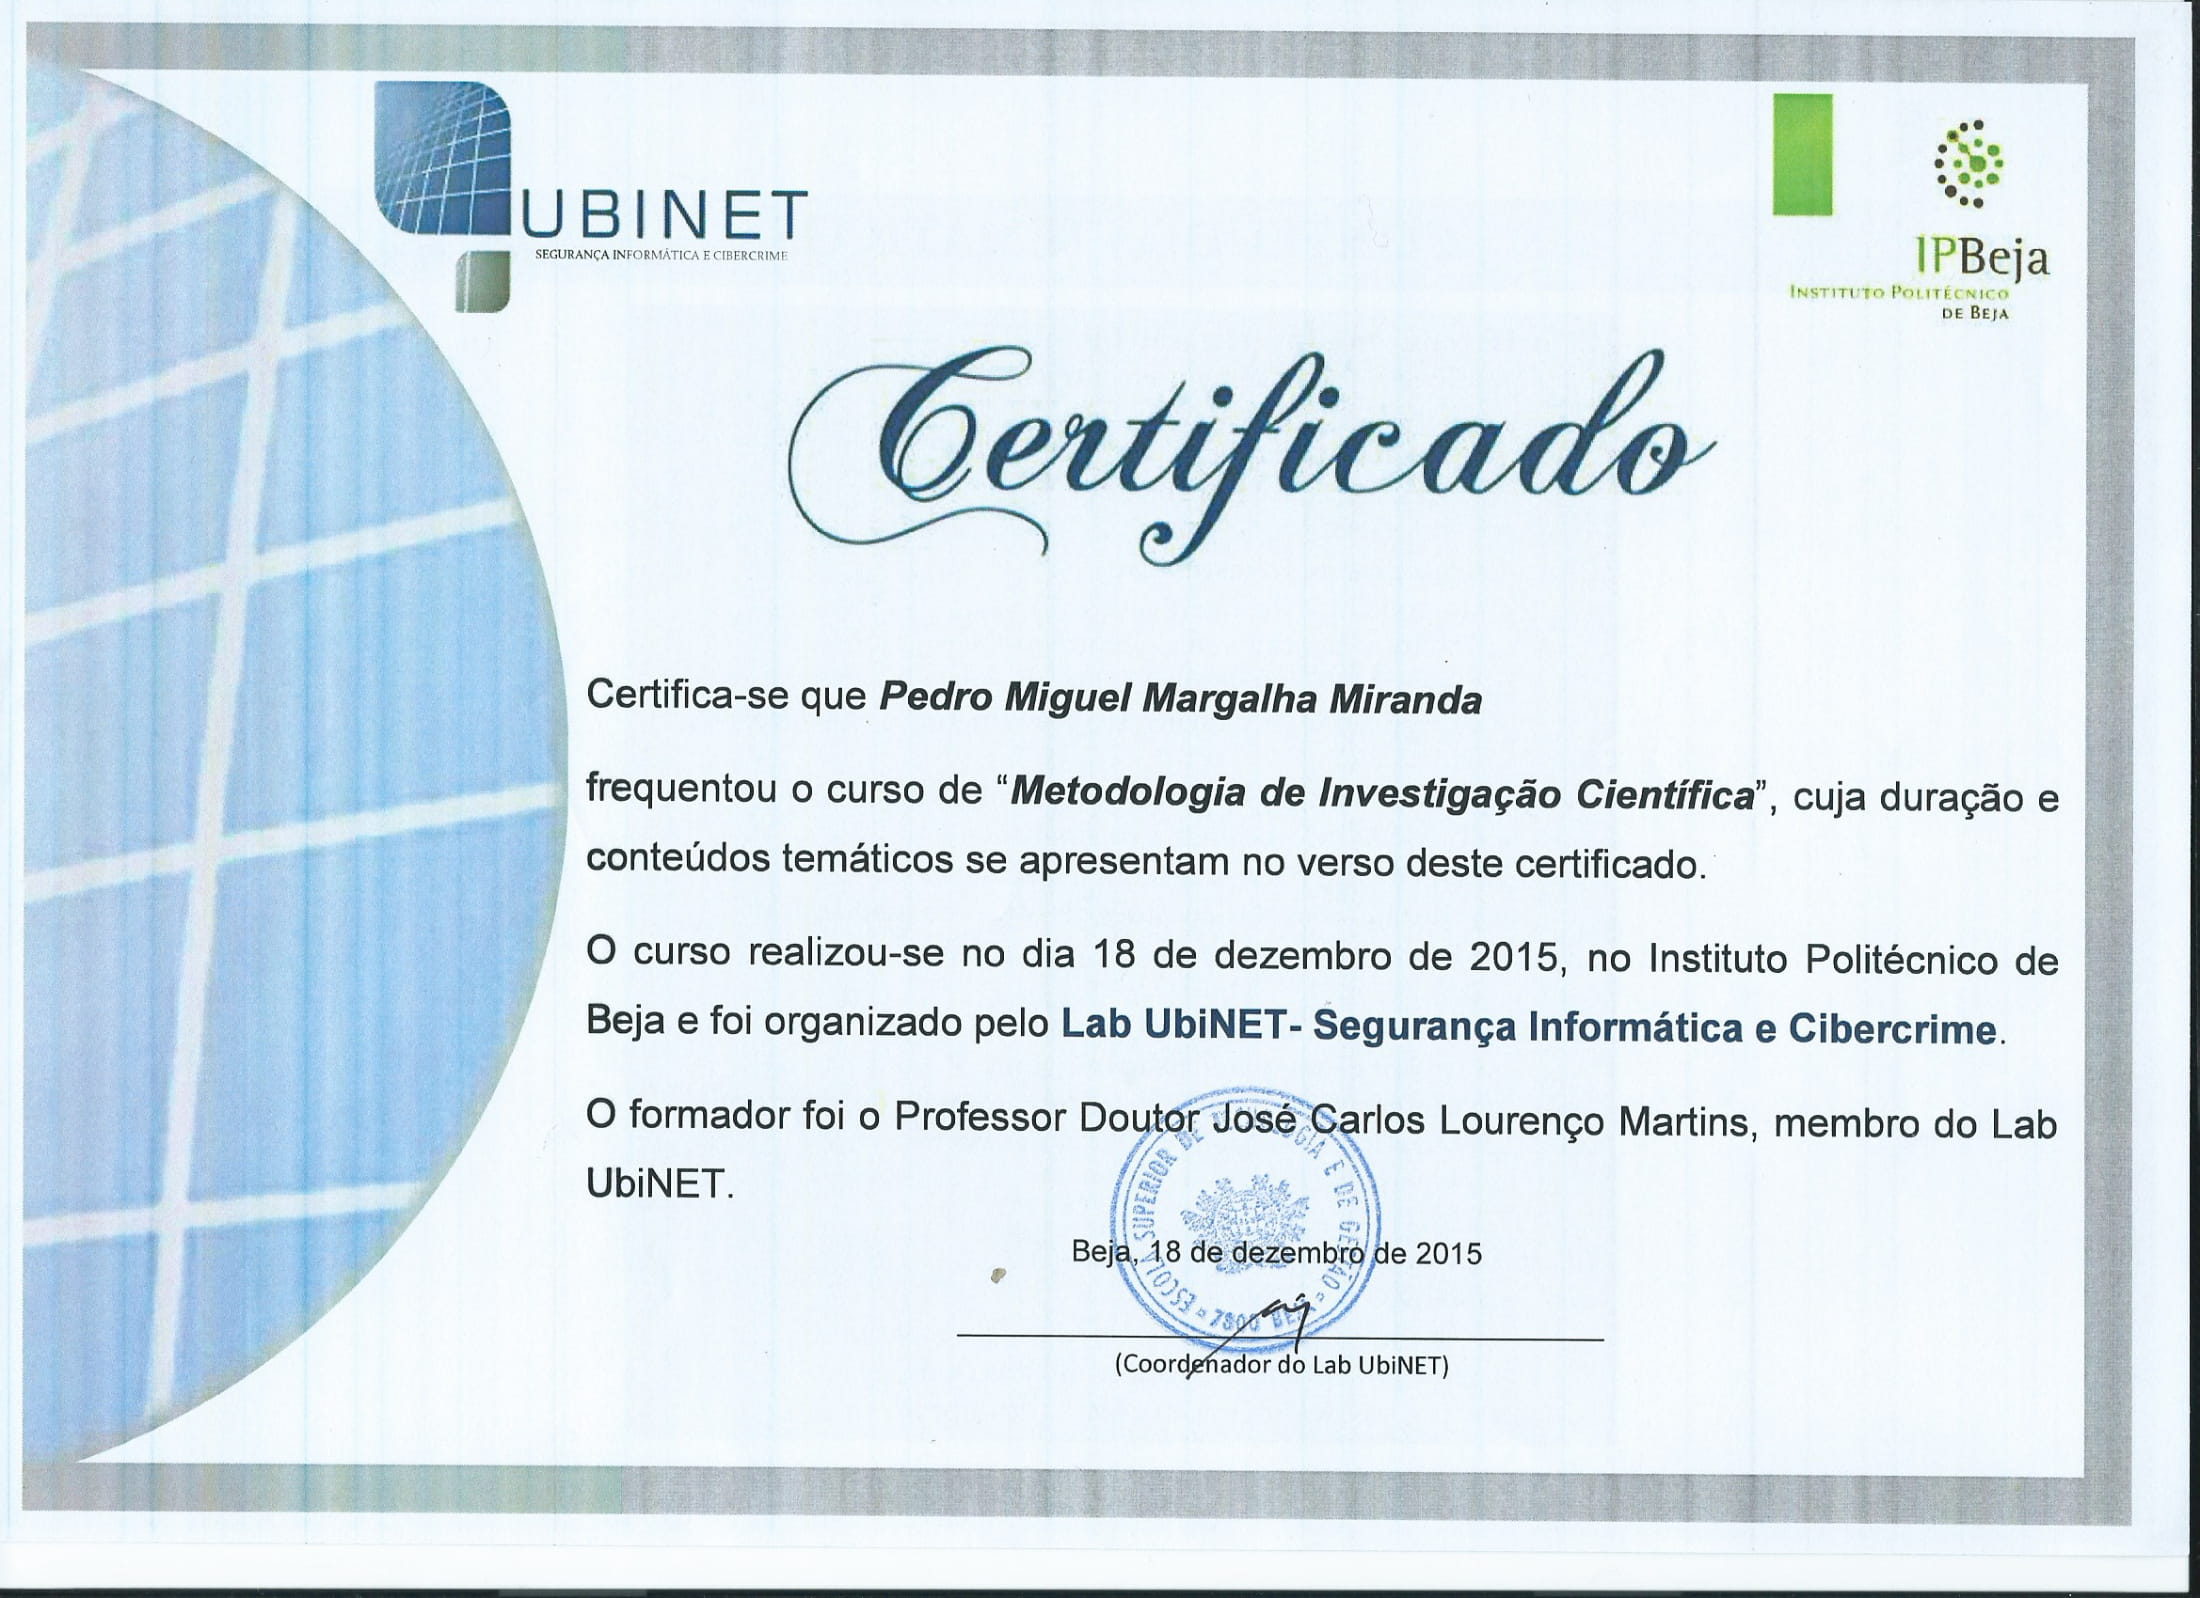 UBINET
SEGURANÇA INFORMÁTICA E CIBERCRIME
IPBeja
INSTITUTO POLITÉCNICO
DE BEJA
Certificado
Certifica-se que Pedro Miguel Margalha Miranda
frequentou o curso de “Metodologia de Investigação Científica”, cuja duração e
conteúdos temáticos se apresentam no verso deste certificado.
O curso realizou-se no dia 18 de dezembro de 2015, no Instituto Politécnico de
Beja e foi organizado pelo Lab UbiNET- Segurança Informática e Cibercrime.
O formador foi o Professor Doutor José Carlos Lourenço Martins, membro do Lab
UbiNET.
ESCOLA SUPERIOR DE TECNOLOGIA E DE GESTÃO
7800 BEJA
Beja, 18 de dezembro de 2015
(Coordenador do Lab UbiNET)